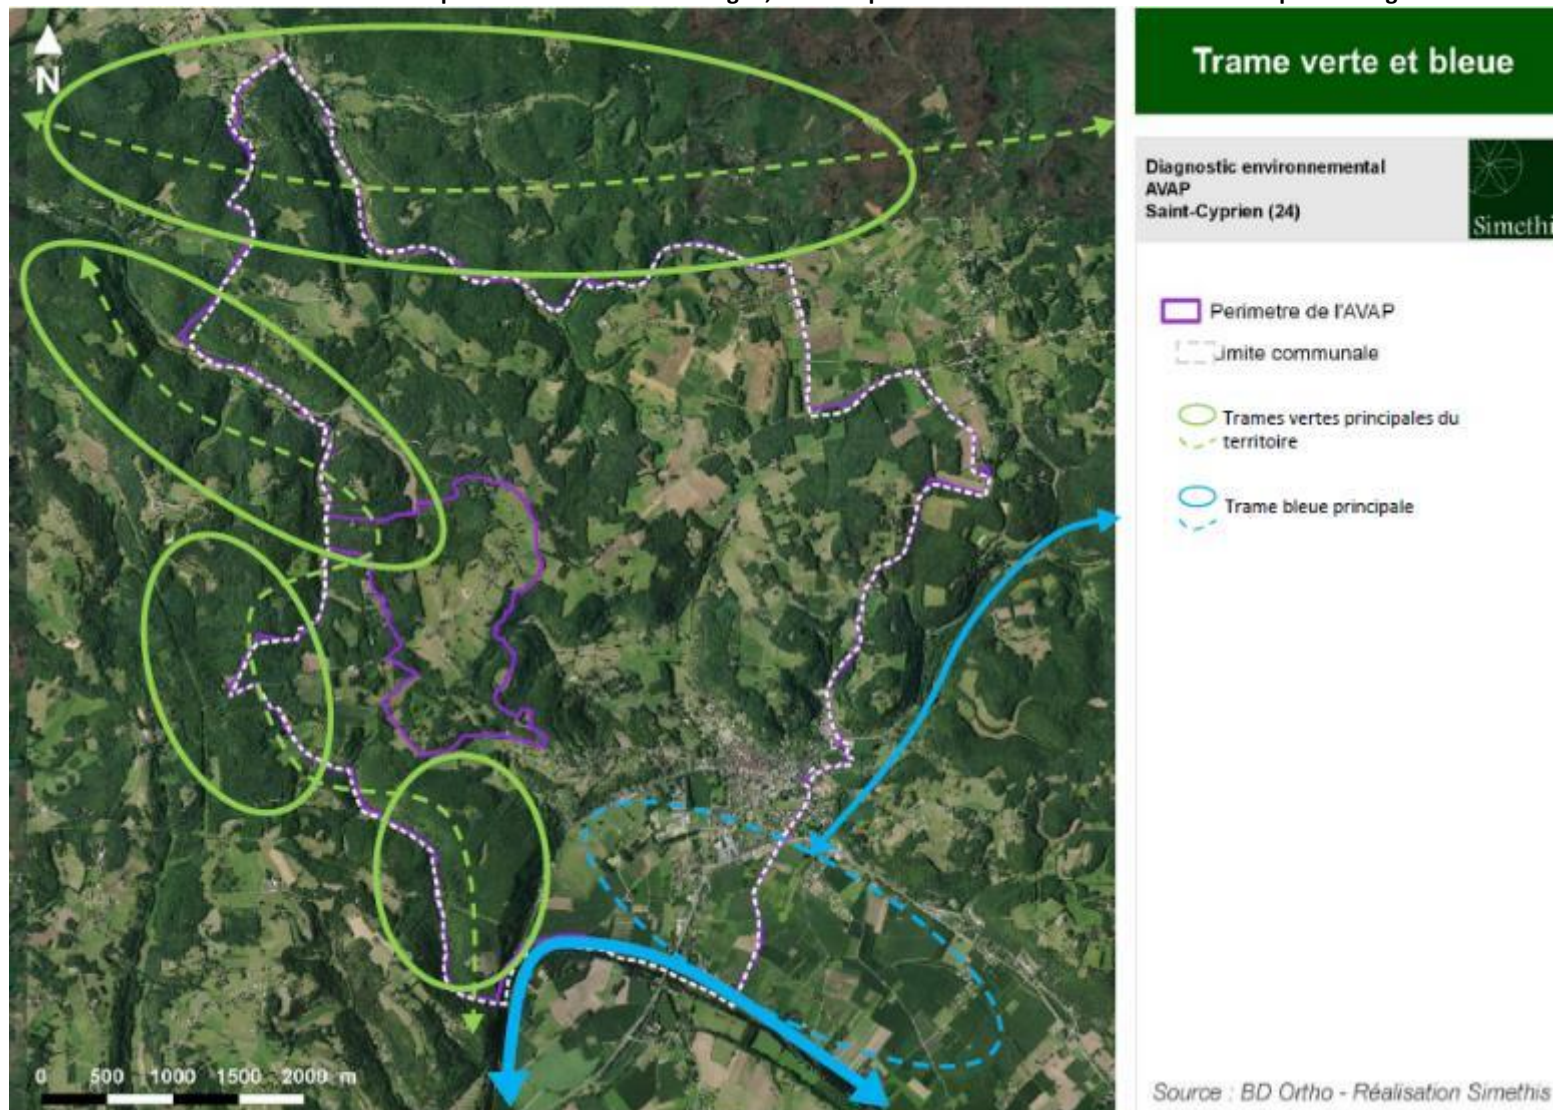 N
0 500 1000 1500 2000 m
Trame verte et bleue
Diagnostic environnemental
AVAP
Saint-Cyprien (24)
Simethi
Perimetre de l'AVAP
imite communale
Trames vertes principales du
territoire
Trame bleue principale
Source : BD Ortho - Réalisation Simethis